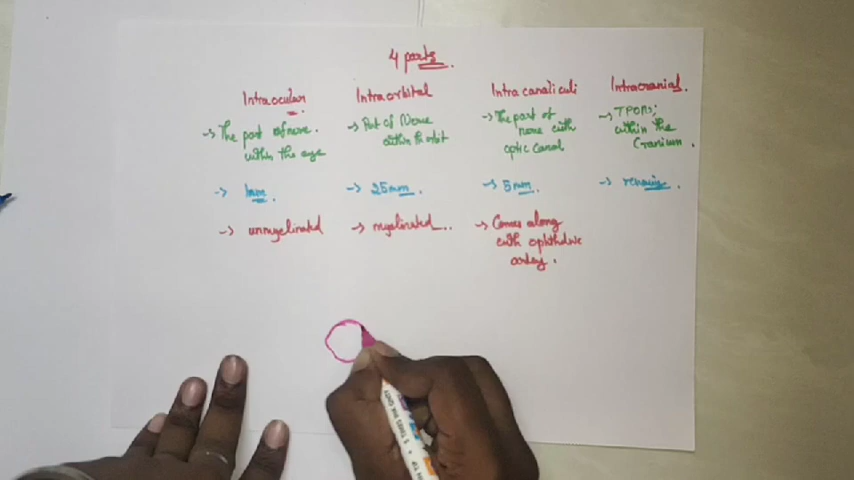 4 parts.
Intraocular
-> The part of nerve.
within the eye
-> 1mm.
-> unmyelinated
Intraorbital
-> Part of Nerve
within the orbit
-> 25mm.
-> myelinated..
Intracanaliculi
-> The part of
nerve with
optic canal
-> 5mm.
-> Comes along
with ophthalmic
artery.
Intracranial.
-> TPON;
within the
Cranium.
-> remains.